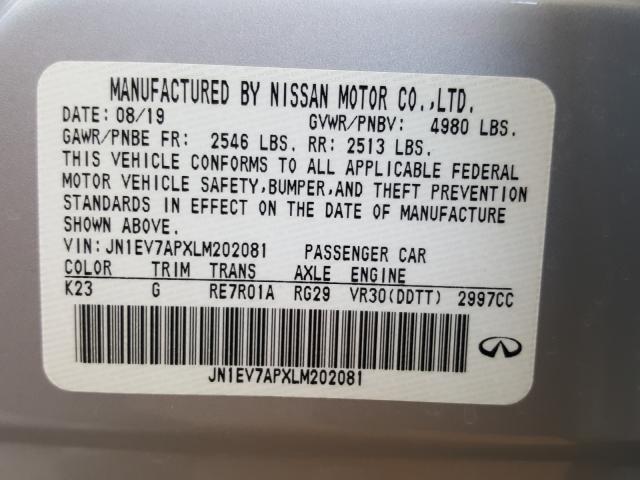 MANUFACTURED BY NISSAN MOTOR CO.,LTD.
DATE: 08/19 GVWR/PNBV: 4980 LBS.
GAWR/PNBE FR: 2546 LBS. RR: 2513 LBS.
THIS VEHICLE CONFORMS TO ALL APPLICABLE FEDERAL
MOTOR VEHICLE SAFETY,BUMPER,AND THEFT PREVENTION
STANDARDS IN EFFECT ON THE DATE OF MANUFACTURE
SHOWN ABOVE.
VIN:JN1EV7APXLM202081 PASSENGER CAR
COLOR TRIM TRANS AXLE ENGINE
K23 G RE7R01A RG29 VR30(DDTT) 2997CC
JN1EV7APXLM202081